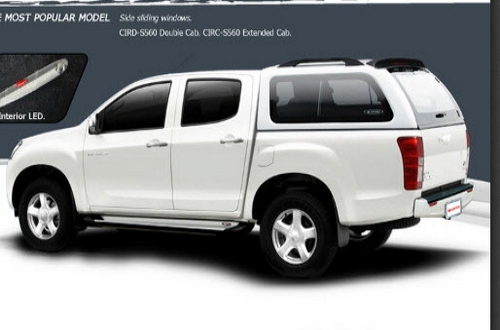 E MOST POPULAR MODEL Side sliding windows.
CIRD-S560 Double Cab. CIRC-S560 Extended Cab.
Interior LED.